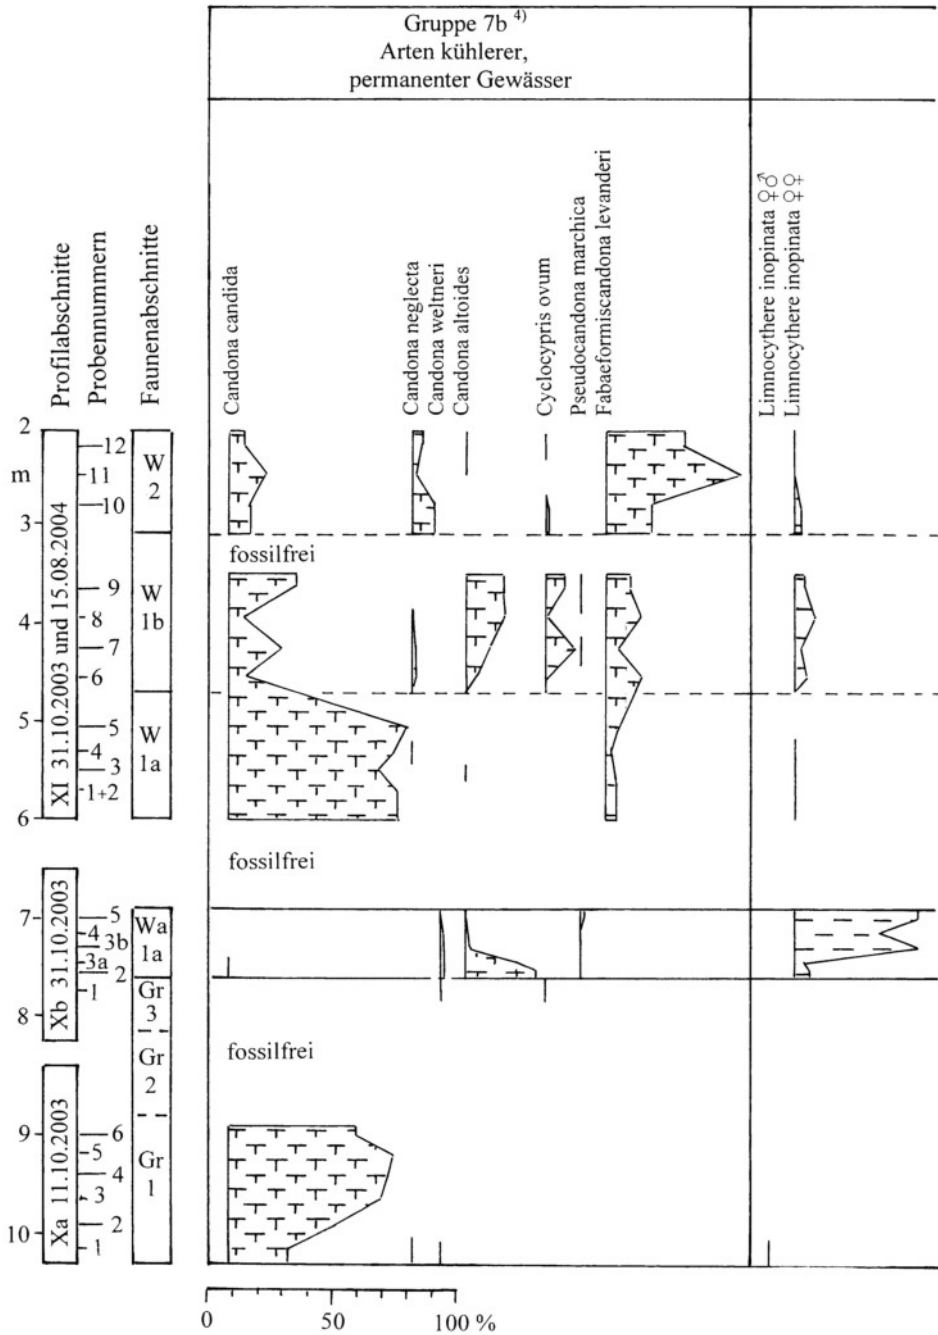 Gruppe 7b 4)
Arten kühlerer,
permanenter Gewässer
Profilabschnitte
Probennummern
Faunenabschnitte
Candona candida
Candona neglecta
Candona weltneri
Candona altoides
Cyclocypris ovum
Pseudocandona marchica
Fabaeformiscandona levanderi
Limnocythere inopinata ♀♂
Limnocythere inopinata ♀♀
2
m
3
4
5
6
7
8
9
10
XI 31.10.2003 und 15.08.2004
Xb 31.10.2003
Xa 11.10.2003
12
11
10
9
8
7
6
5
4
3
1+2
5
4
3b
3a
2
1
6
5
4
3
2
1
W
2
W
1b
W
1a
Wa
1a
Gr
3
Gr
2
Gr
1
fossilfrei
fossilfrei
fossilfrei
0 50 100 %